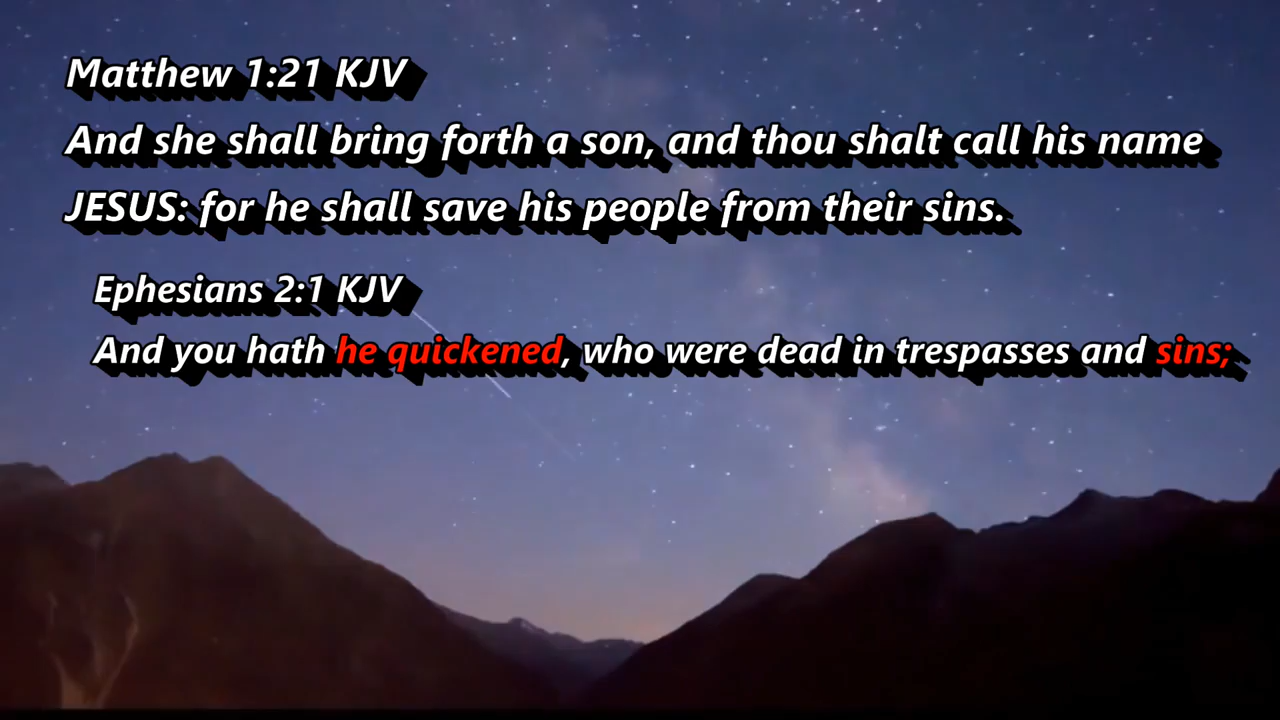 Matthew 1:21 KJV
And she shall bring forth a son, and thou shalt call his name
JESUS: for he shall save his people from their sins.
Ephesians 2:1 KJV
And you hath he quickened, who were dead in trespasses and sins;